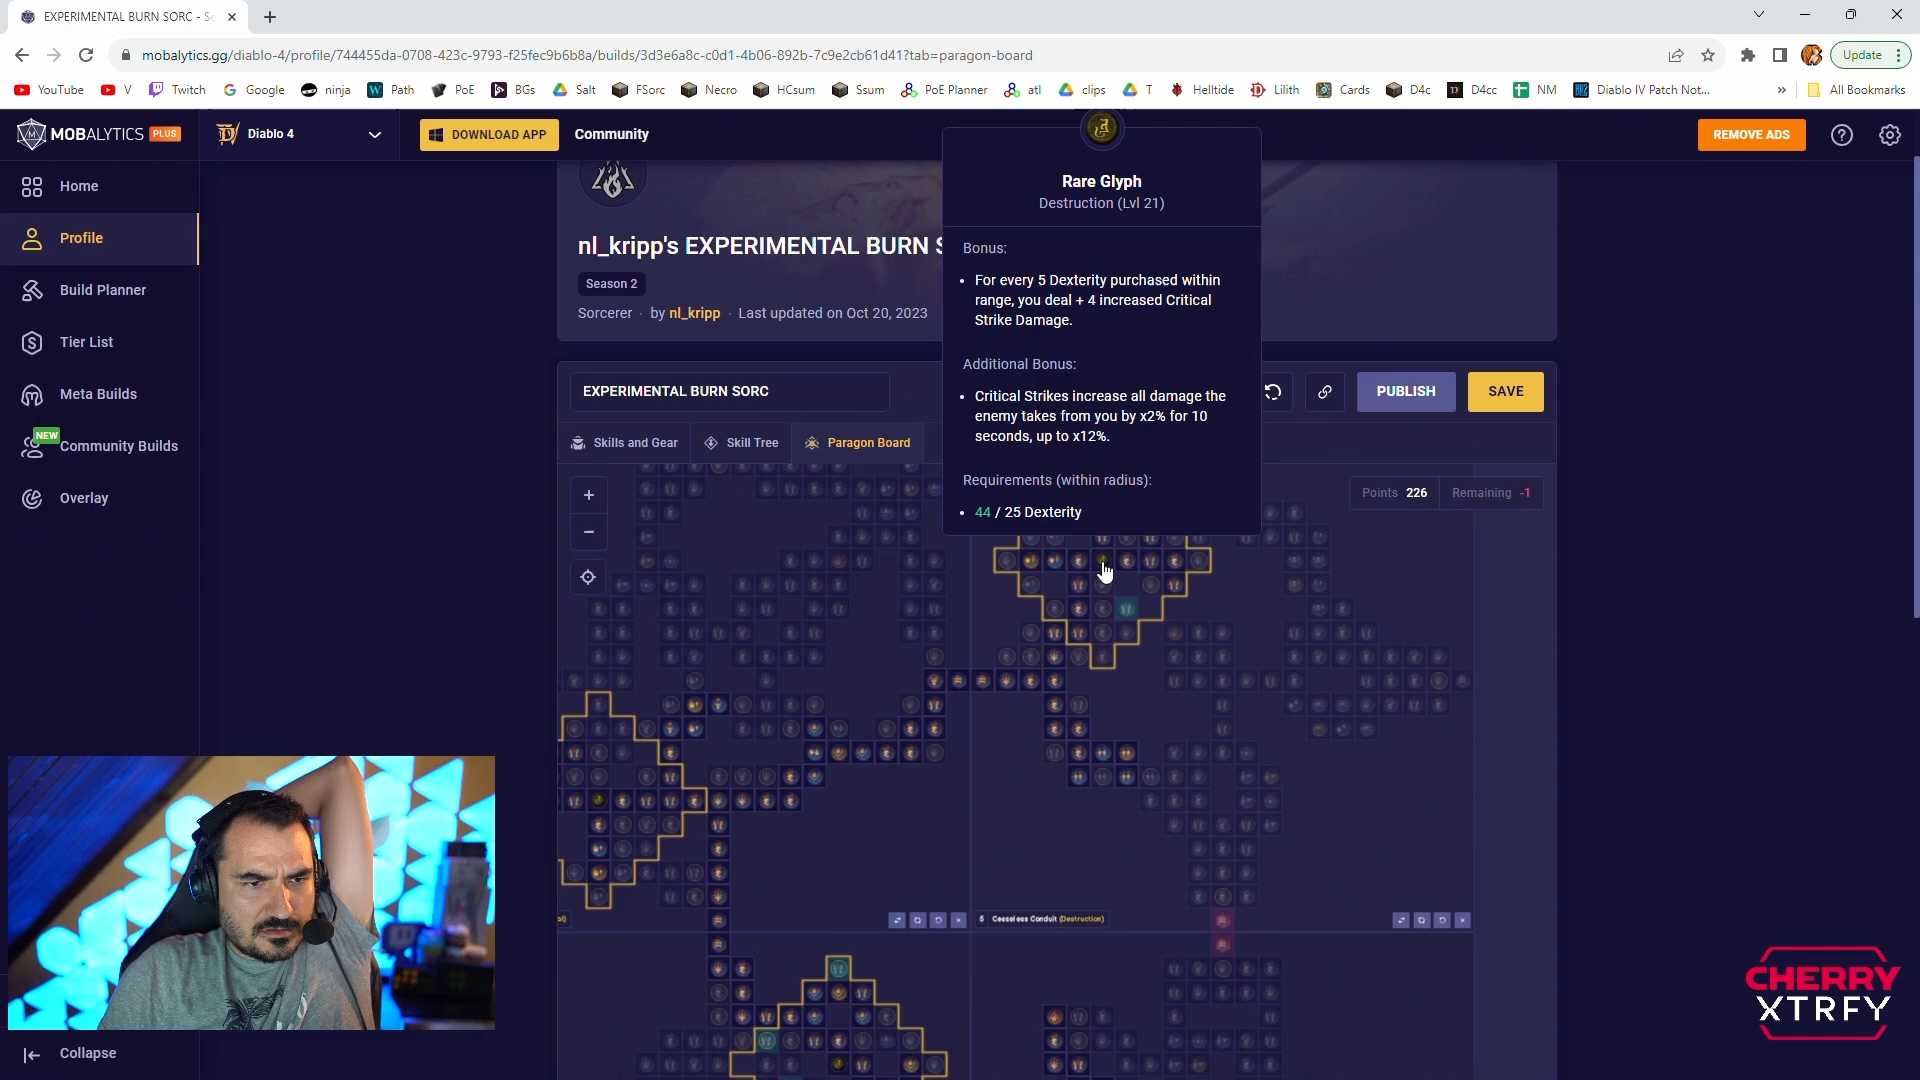 EXPERIMENTAL BURN SORC - S
mobalytics.gg/diablo-4/profile/744455da-0708-423c-9793-f25fec9b6b8a/builds/3d3e6a8c-c0d1-4b06-892b-7c9e2cb61d41?tab=paragon-board
Update
YouTube V Twitch Google ninja Path PoE BGs Salt FSorc Necro HCsum Ssum PoE Planner atl clips T Helltide Lilith Cards D4c D4cc NM Diablo IV Patch Not... » All Bookmarks
MOBALYTICS PLUS
Diablo 4
DOWNLOAD APP
Community
REMOVE ADS
Home
Profile
Build Planner
Tier List
Meta Builds
NEW
Community Builds
Overlay
Collapse
nl_kripp's EXPERIMENTAL BURN S
Season 2
Sorcerer · by nl_kripp · Last updated on Oct 20, 2023
EXPERIMENTAL BURN SORC
PUBLISH
SAVE
Skills and Gear
Skill Tree
Paragon Board
Points 226
Remaining -1
Rare Glyph
Destruction (Lvl 21)
Bonus:
• For every 5 Dexterity purchased within
range, you deal + 4 increased Critical
Strike Damage.
Additional Bonus:
• Critical Strikes increase all damage the
enemy takes from you by x2% for 10
seconds, up to x12%.
Requirements (within radius):
• 44 / 25 Dexterity
5 Ceaseless Conduit (Destruction)
CHERRY
XTRFY